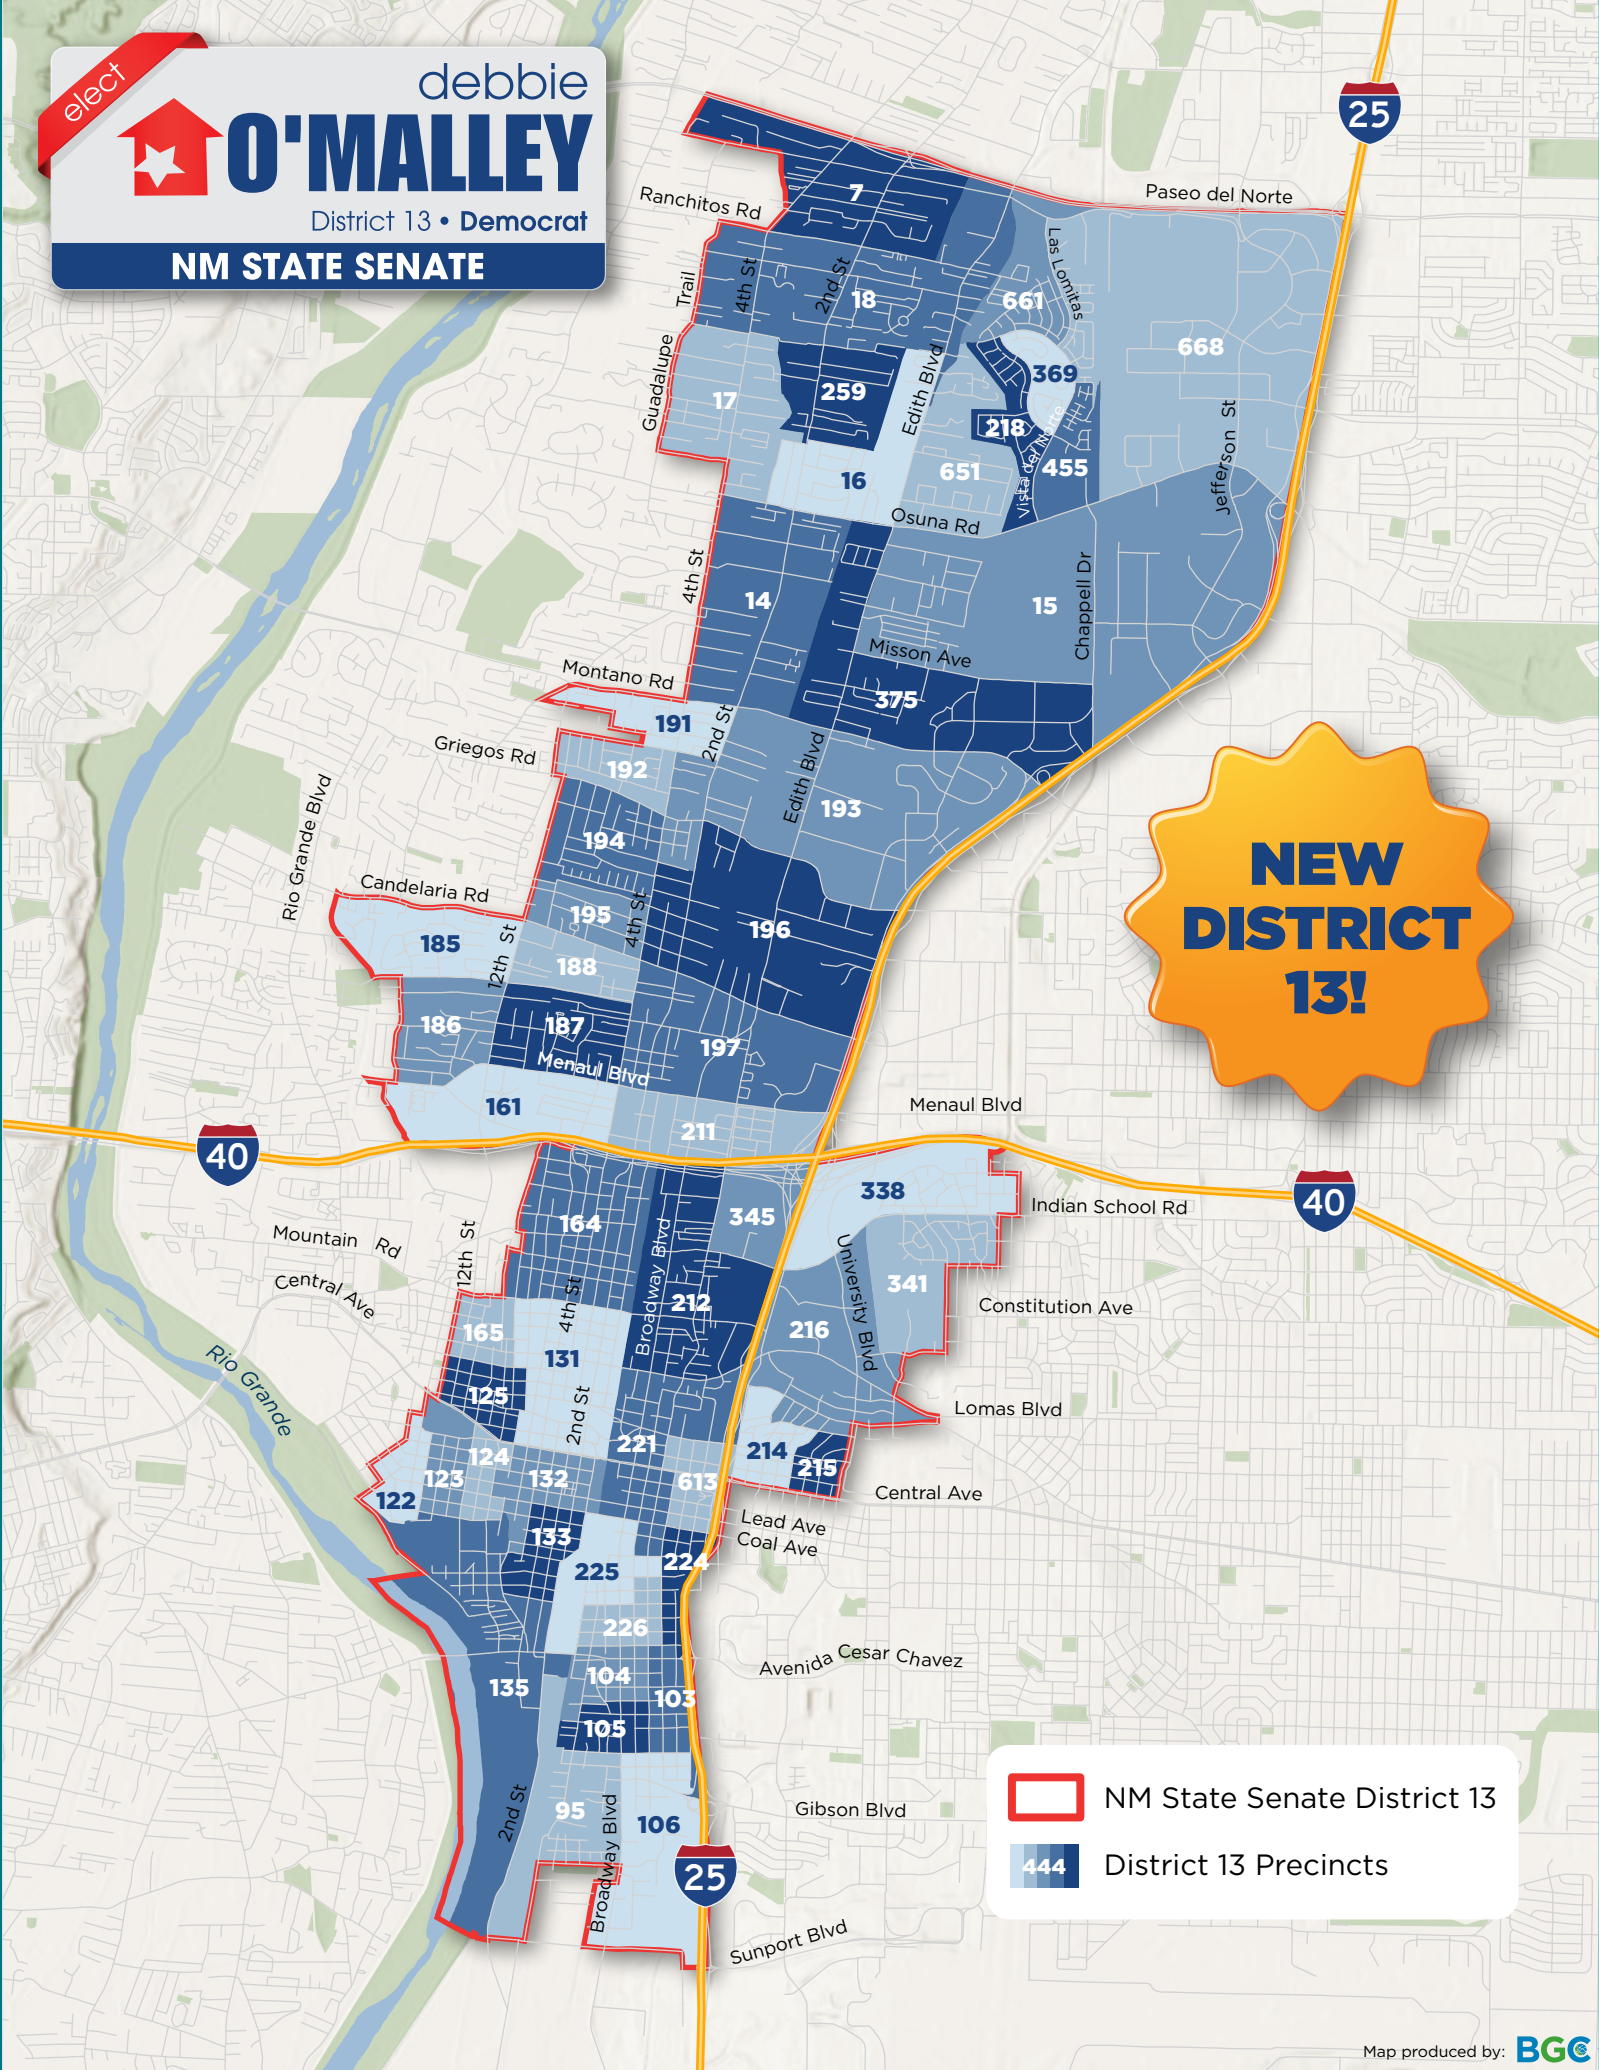 elect
debbie
O'MALLEY
District 13 • Democrat
NM STATE SENATE
25
Paseo del Norte
Ranchitos Rd
7
Las Lomitas
Trail
4th St
2nd St
18
661
668
Guadalupe
17
259
Edith Blvd
369
218
Jefferson St
16
651
Vista del Norte
455
Osuna Rd
4th St
14
15
Chappell Dr
Misson Ave
Montano Rd
375
191
2nd St
Griegos Rd
192
Edith Blvd
193
Rio Grande Blvd
194
NEW
DISTRICT
13!
Candelaria Rd
195
4th St
196
185
12th St
188
186
187
197
Menaul Blvd
161
Menaul Blvd
211
40
338
40
Indian School Rd
164
345
Mountain Rd
12th St
Broadway Blvd
University Blvd
341
Central Ave
4th St
212
Constitution Ave
165
216
131
Rio Grande
125
2nd St
Lomas Blvd
221
214
124
215
123
132
613
Central Ave
122
Lead Ave
133
Coal Ave
224
225
226
Avenida Cesar Chavez
104
135
103
105
NM State Senate District 13
2nd St
95
Broadway Blvd
106
Gibson Blvd
444
District 13 Precincts
25
Sunport Blvd
Map produced by: BGC